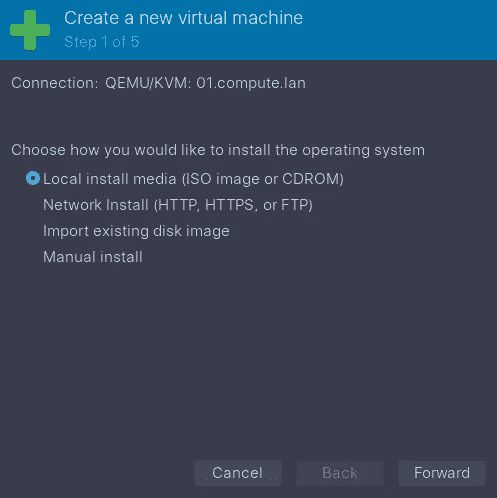 Create a new virtual machine
Step 1 of 5
Connection: QEMU/KVM: 01.compute.lan
Choose how you would like to install the operating system
Local install media (ISO image or CDROM)
Network Install (HTTP, HTTPS, or FTP)
Import existing disk image
Manual install
Cancel Back Forward